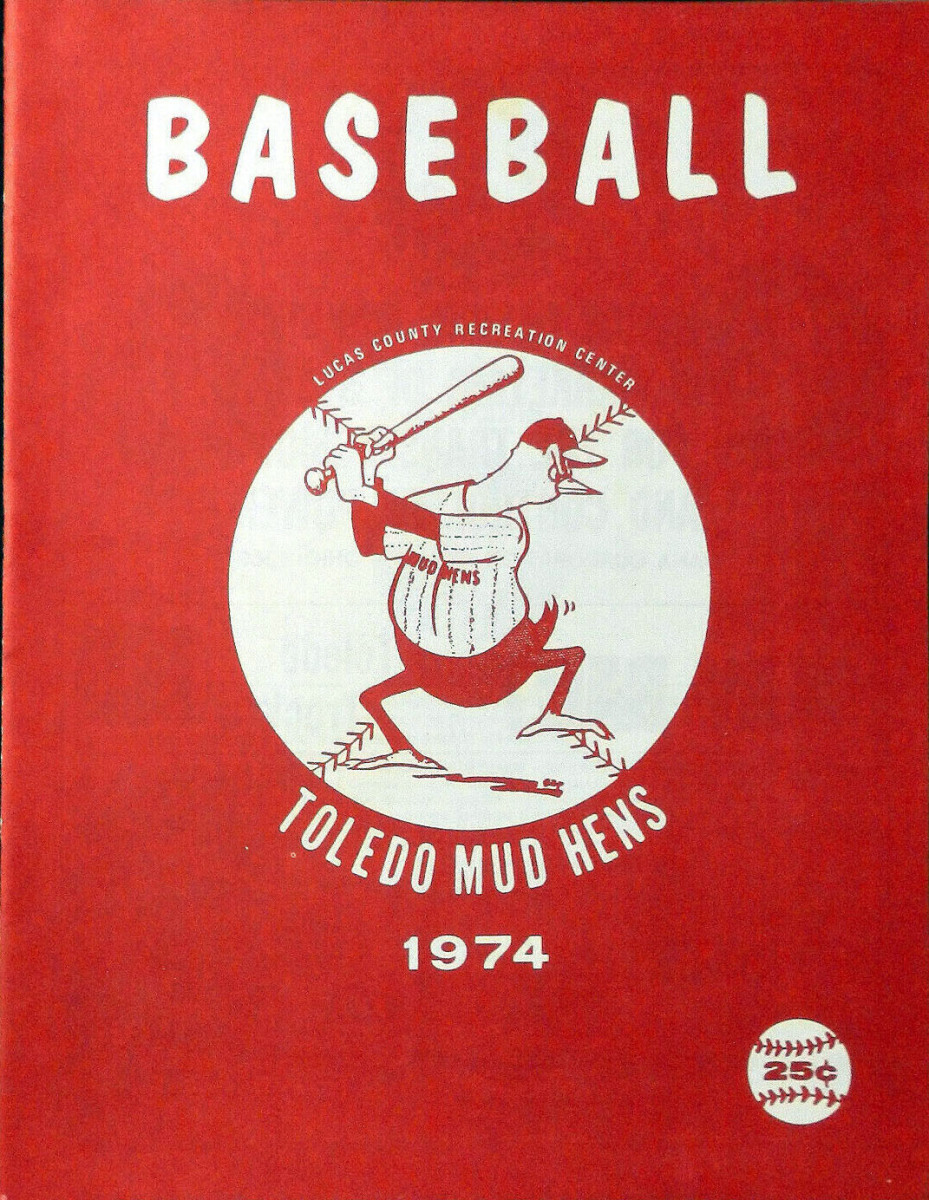 BASEBALL
LUCAS COUNTY RECREATION CENTER
MUD HENS
TOLEDO MUD HENS
1974
25¢